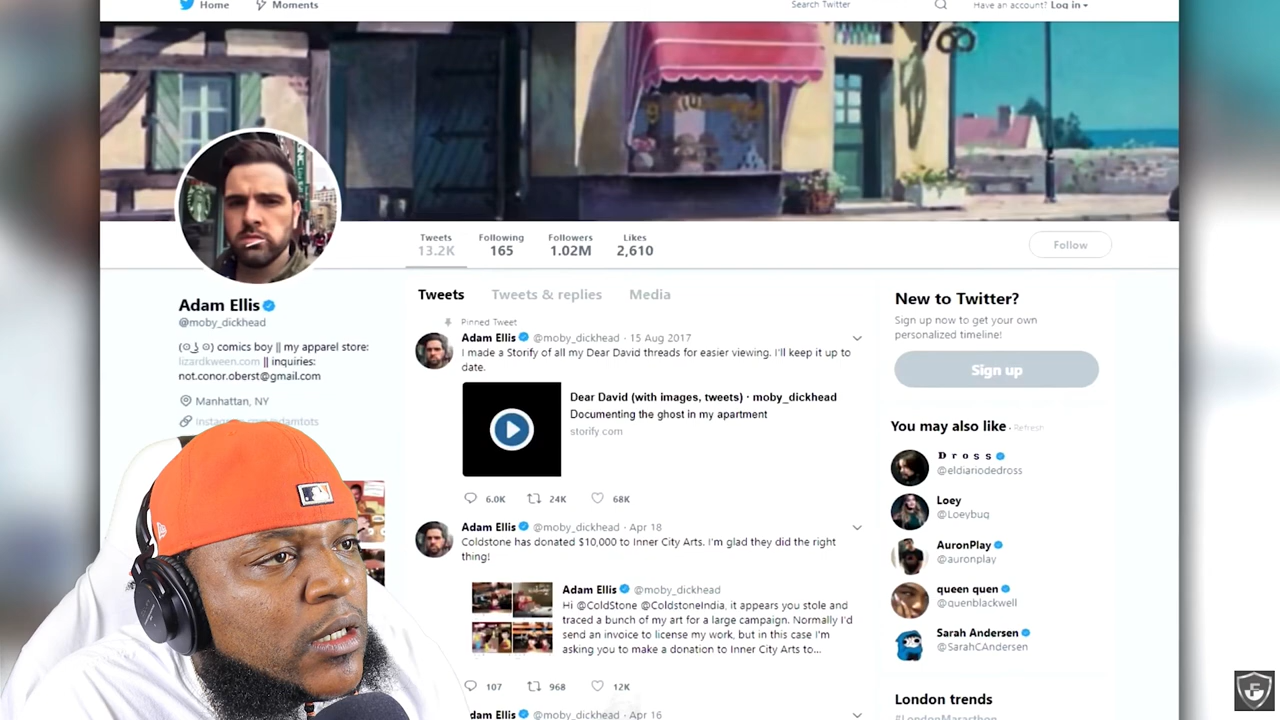 Home
Moments
Search Twitter
Have an account? Log in
Tweets
13.2K
Following
165
Followers
1.02M
Likes
2,610
Follow
Adam Ellis
@moby_dickhead
comics boy || my apparel store:
lizardkween.com || inquiries:
not.conor.oberst@gmail.com
Manhattan, NY
Tweets
Tweets & replies
Media
Pinned Tweet
Adam Ellis @moby_dickhead · 15 Aug 2017
I made a Storify of all my Dear David threads for easier viewing. I'll keep it up to
date.
Dear David (with images, tweets) · moby_dickhead
Documenting the ghost in my apartment
storify.com
6.0K
24K
68K
Adam Ellis @moby_dickhead · Apr 18
Coldstone has donated $10,000 to Inner City Arts. I'm glad they did the right
thing!
Adam Ellis @moby_dickhead
Hi @ColdStone @ColdstoneIndia, it appears you stole and
traced a bunch of my art for a large campaign. Normally I'd
send an invoice to license my work, but in this case I'm
asking you to make a donation to Inner City Arts to...
107
968
12K
Adam Ellis @moby_dickhead · Apr 16
New to Twitter?
Sign up now to get your own
personalized timeline!
Sign up
You may also like · Refresh
D r o s s
@eldiariodedross
Loey
@Loeybug
AuronPlay
@auronplay
queen quen
@quenblackwell
Sarah Andersen
@SarahCAndersen
London trends
#LondonMarathon